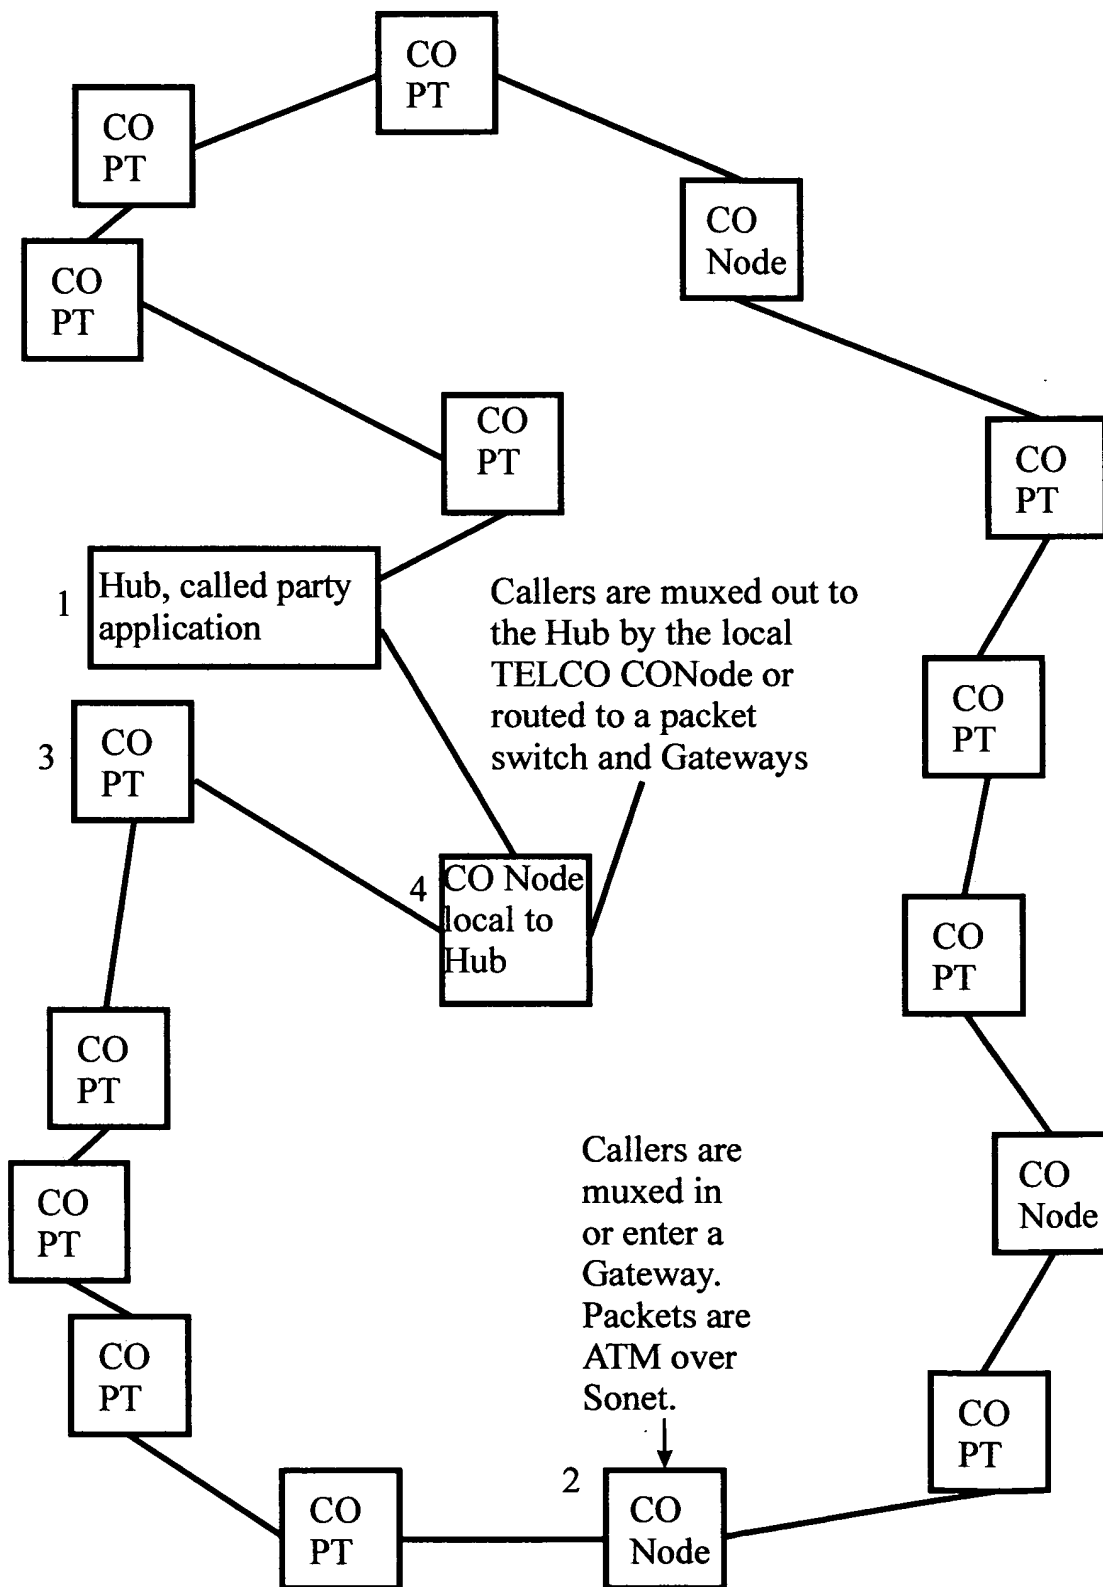 CO
PT
CO
PT
CO
Node
CO
PT
CO
PT
CO
PT
1
Hub, called party
application
Callers are muxed out to
the Hub by the local
TELCO CONode or
routed to a packet
switch and Gateways
CO
PT
3
CO
PT
4
CO Node
local to
Hub
CO
PT
CO
PT
Callers are
muxed in
or enter a
Gateway.
Packets are
ATM over
Sonet.
CO
Node
CO
PT
CO
PT
CO
PT
2
CO
Node
CO
PT